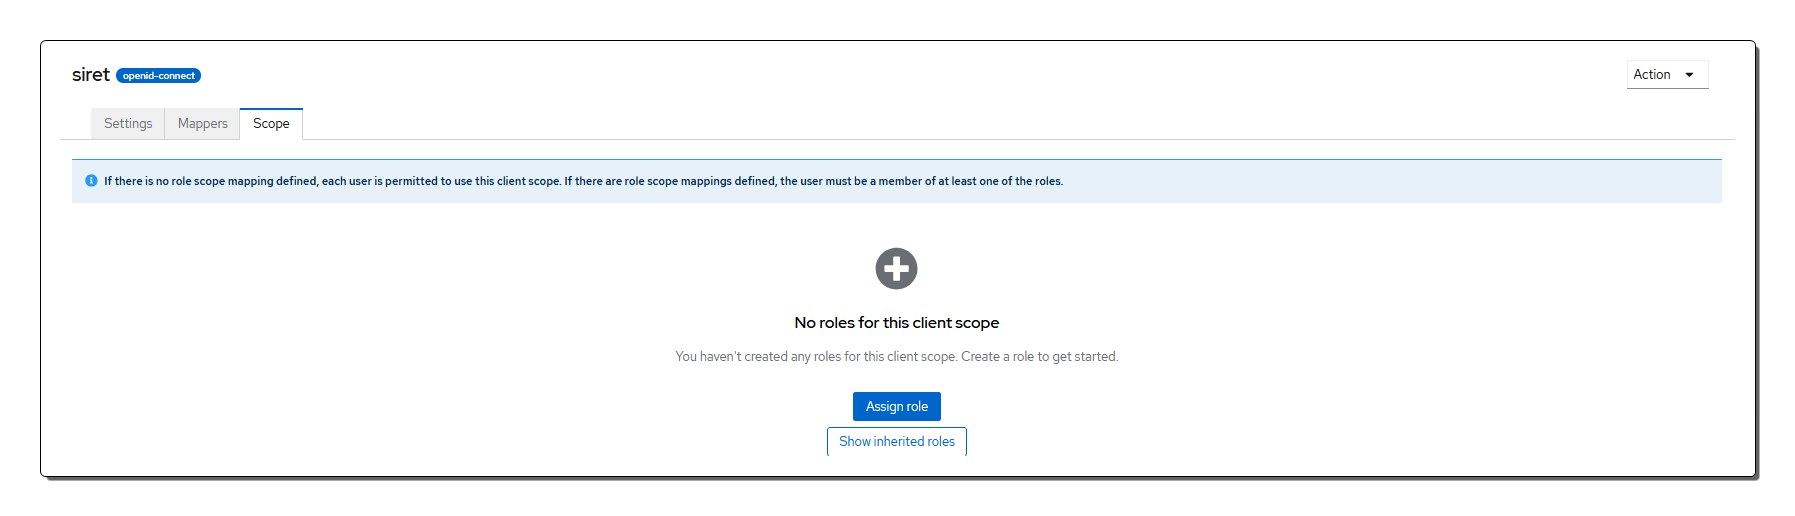 siret openid-connect
Action
Settings Mappers Scope
If there is no role scope mapping defined, each user is permitted to use this client scope. If there are role scope mappings defined, the user must be a member of at least one of the roles.
No roles for this client scope
You haven't created any roles for this client scope. Create a role to get started.
Assign role
Show inherited roles